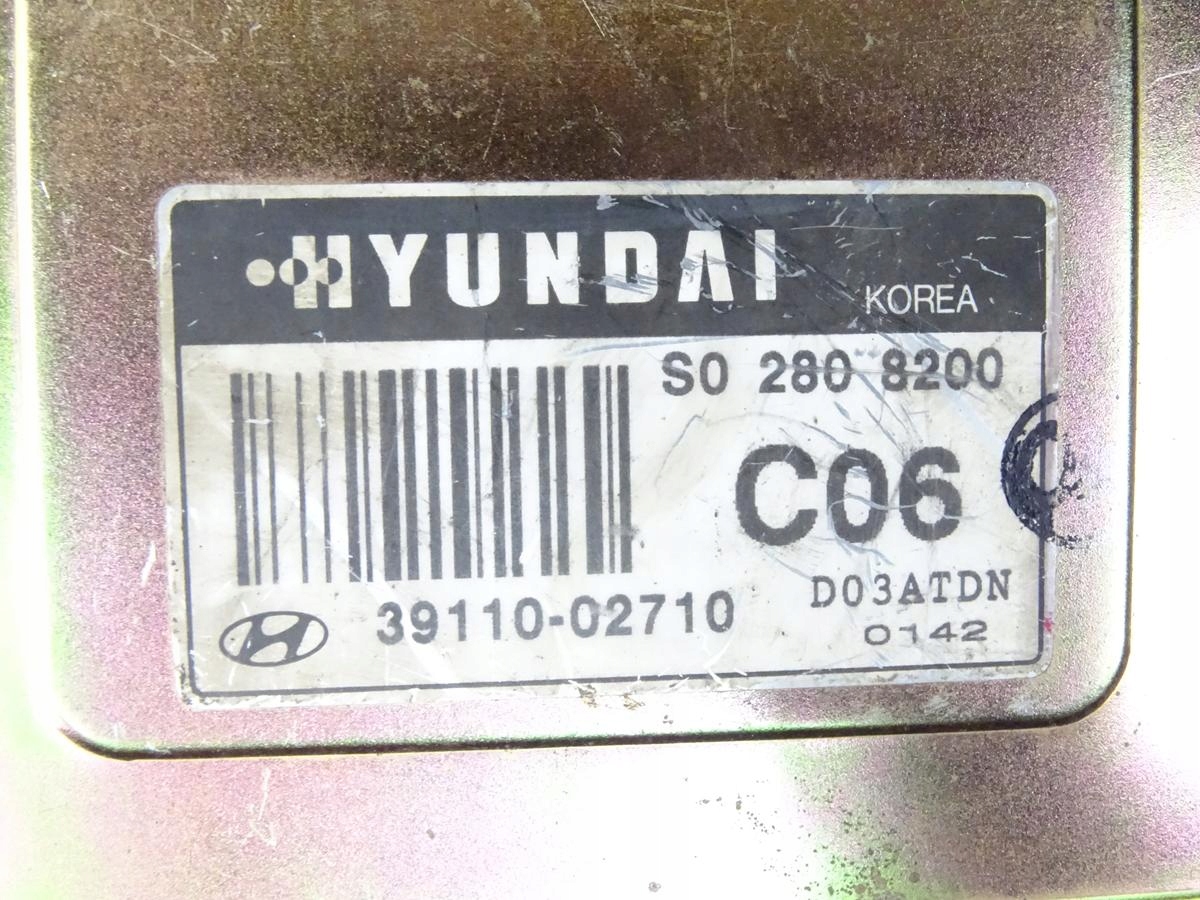 HYUNDAI
KOREA
S0 280 8200
C06
39110-02710
D03ATDN
0142